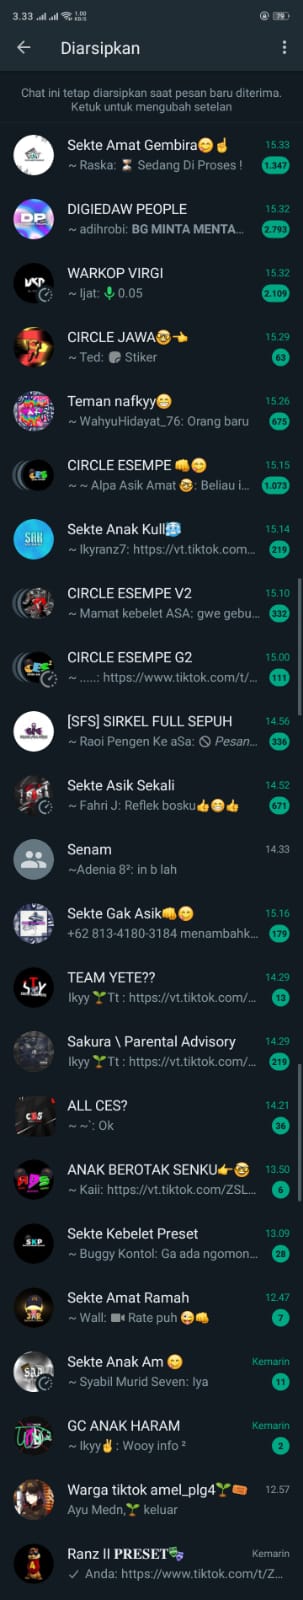 3.33 1.00 KB/S 79
Diarsipkan
Chat ini tetap diarsipkan saat pesan baru diterima.
Ketuk untuk mengubah setelan
Sekte Amat Gembira😋☝ 15.33
~ Raska: ⏳ Sedang Di Proses ! 1.347
DIGIEDAW PEOPLE 15.32
~ adihrobi: BG MINTA MENTA... 2.793
WARKOP VIRGI 15.32
~ Ijat: 0.05 2.109
CIRCLE JAWA🤓👈 15.29
~ Ted: Stiker 63
Teman nafkyy😁 15.26
~ WahyuHidayat_76: Orang baru 675
CIRCLE ESEMPE 👊😋 15.15
~ ~ Alpa Asik Amat 🤓: Beliau i... 1.073
Sekte Anak Kull🥶 15.14
~ Ikyranz7: https://vt.tiktok.com... 219
CIRCLE ESEMPE V2 15.10
~ Mamat kebelet ASA: gwe gebu... 332
CIRCLE ESEMPE G2 15.00
~ .....: https://www.tiktok.com/t/... 111
[SFS] SIRKEL FULL SEPUH 14.56
~ Raoi Pengen Ke aSa: Pesan... 336
Sekte Asik Sekali 14.52
~ Fahri J: Reflek bosku👍😁👍 671
Senam 14.33
~Adenia 8²: in b lah
Sekte Gak Asik👊😋 15.16
+62 813-4180-3184 menambahk... 179
TEAM YETE?? 14.29
Ikyy 🌱Tt : https://vt.tiktok.com/... 13
Sakura \ Parental Advisory 14.29
Ikyy 🌱Tt : https://vt.tiktok.com/... 219
ALL CES? 14.21
~ ~`: Ok 36
ANAK BEROTAK SENKU👉🤓 13.50
~ Kaii: https://vt.tiktok.com/ZSL... 6
Sekte Kebelet Preset 13.09
~ Buggy Kontol: Ga ada ngomon... 28
Sekte Amat Ramah 12.47
~ Wall: Rate puh 😜👊 7
Sekte Anak Am 😋 Kemarin
~ Syabil Murid Seven: Iya 11
GC ANAK HARAM Kemarin
~ Ikyy✌: Wooy info ² 2
Warga tiktok amel_plg4🌱🎫 12.57
Ayu Medn,🌱 keluar
Ranz ll 𝐏𝐑𝐄𝐒𝐄𝐓🎭 Kemarin
✓ Anda: https://www.tiktok.com/t/Z...